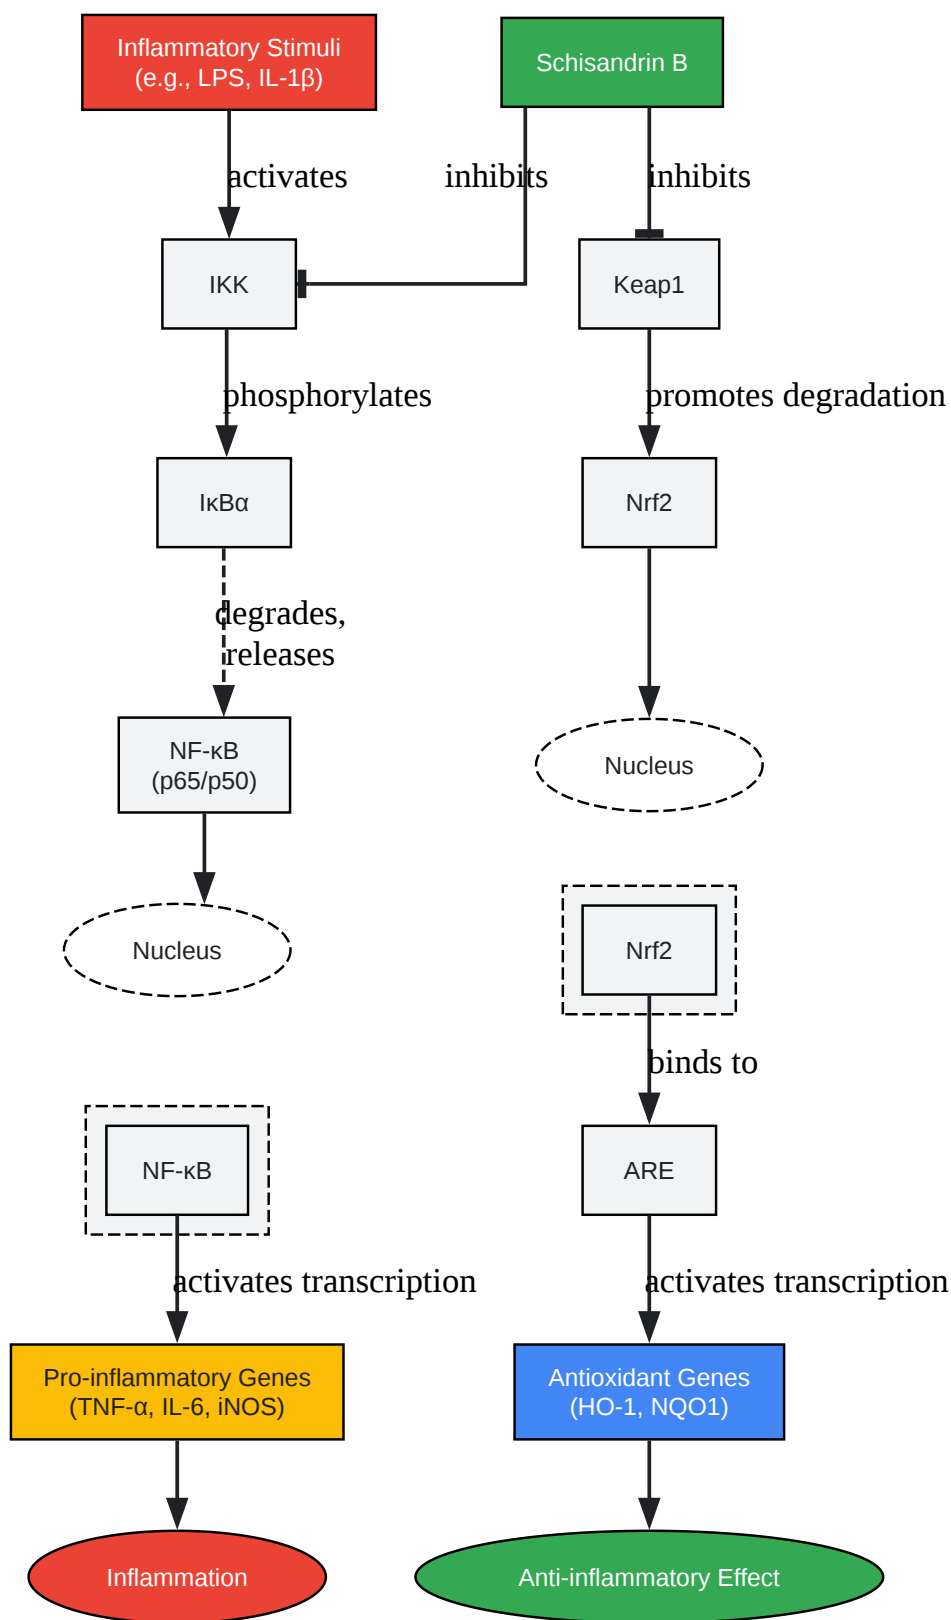 Inflammatory Stimuli
(e.g., LPS, IL-1β)
Schisandrin B
activates
inhibits
inhibits
IKK
Keap1
phosphorylates
promotes degradation
IκBα
Nrf2
degrades,
releases
NF-κB
(p65/p50)
Nucleus
Nucleus
Nrf2
binds to
NF-κB
ARE
activates transcription
activates transcription
Pro-inflammatory Genes
(TNF-α, IL-6, iNOS)
Antioxidant Genes
(HO-1, NQO1)
Inflammation
Anti-inflammatory Effect